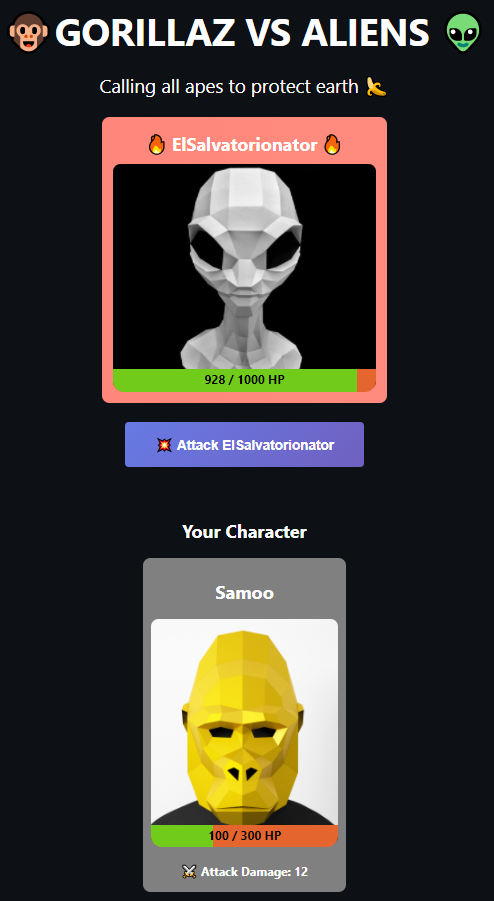 GORILLAZ VS ALIENS
Calling all apes to protect earth 🍌
🔥 ElSalvatorionator 🔥
928 / 1000 HP
💥 Attack ElSalvatorionator
Your Character
Samoo
100 / 300 HP
⚔️ Attack Damage: 12